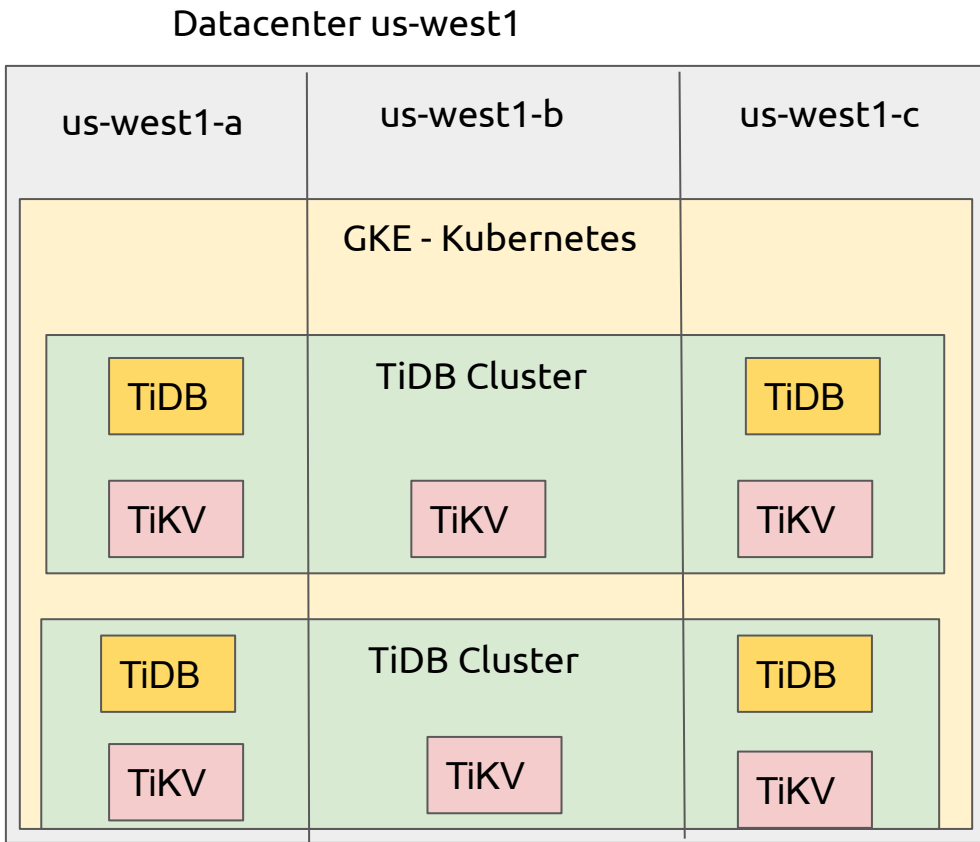 Datacenter us-west1
us-west1-a
us-west1-b
us-west1-c
GKE - Kubernetes
TiDB Cluster
TiDB
TiDB
TiKV
TiKV
TiKV
TiDB Cluster
TiDB
TiDB
TiKV
TiKV
TiKV